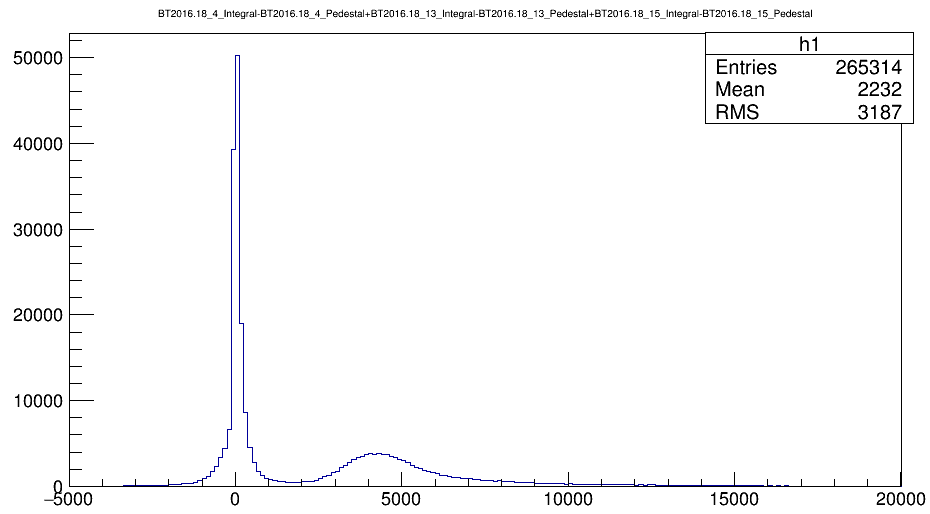 BT2016.18_4_Integral-BT2016.18_4_Pedestal+BT2016.18_13_Integral-BT2016.18_13_Pedestal+BT2016.18_15_Integral-BT2016.18_15_Pedestal
h1
Entries 265314
Mean 2232
RMS 3187
50000
40000
30000
20000
10000
0
−5000 0 5000 10000 15000 20000